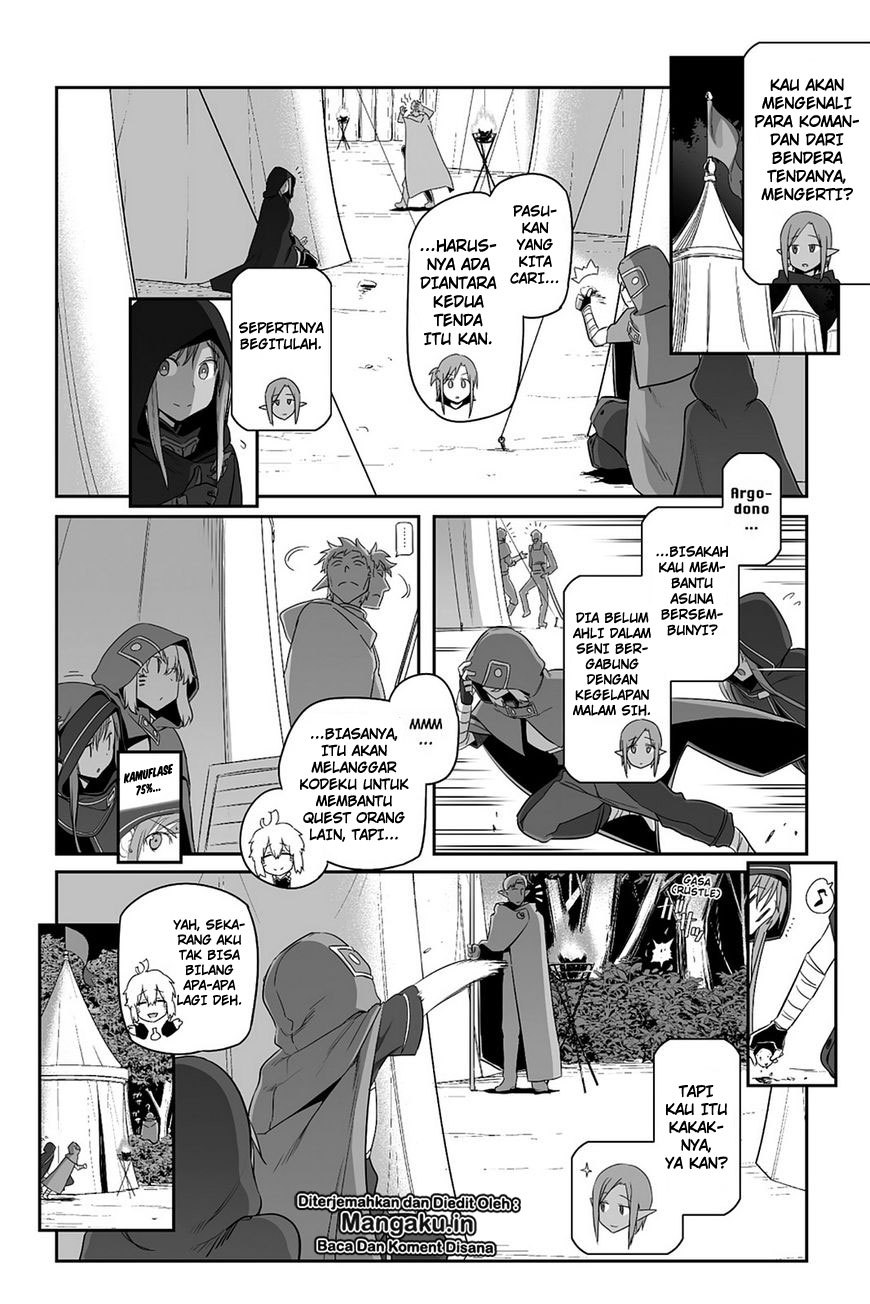 KAU AKAN
MENGENALI
PARA KOMAN-
DAN DARI
BENDERA
TENDANYA,
MENGERTI?
PASU-
KAN
YANG
KITA
CARI...
...HARUS-
NYA ADA
DIANTARA
KEDUA
TENDA
ITU KAN.
SEPERTINYA
BEGITULAH.
Argo-
dono
...
...BISAKAH
KAU MEM-
BANTU
ASUNA
BERSEM-
BUNYI?
DIA BELUM
AHLI DALAM
SENI BER-
GABUNG
DENGAN
KEGELAPAN
MALAM SIH.
......
MMM
...
...BIASANYA,
ITU AKAN
MELANGGAR
KODEKU UNTUK
MEMBANTU
QUEST ORANG
LAIN, TAPI...
KAMUFLASE
75%...
♪
GASA
(RUSTLE)
ガサッ
TAPI
KAU ITU
KAKAK-
NYA,
YA KAN?
YAH, SEKA-
RANG AKU
TAK BISA
BILANG
APA-APA
LAGI DEH.
Diterjemahkan dan Diedit Oleh :
Mangaku.in
Baca Dan Koment Disana